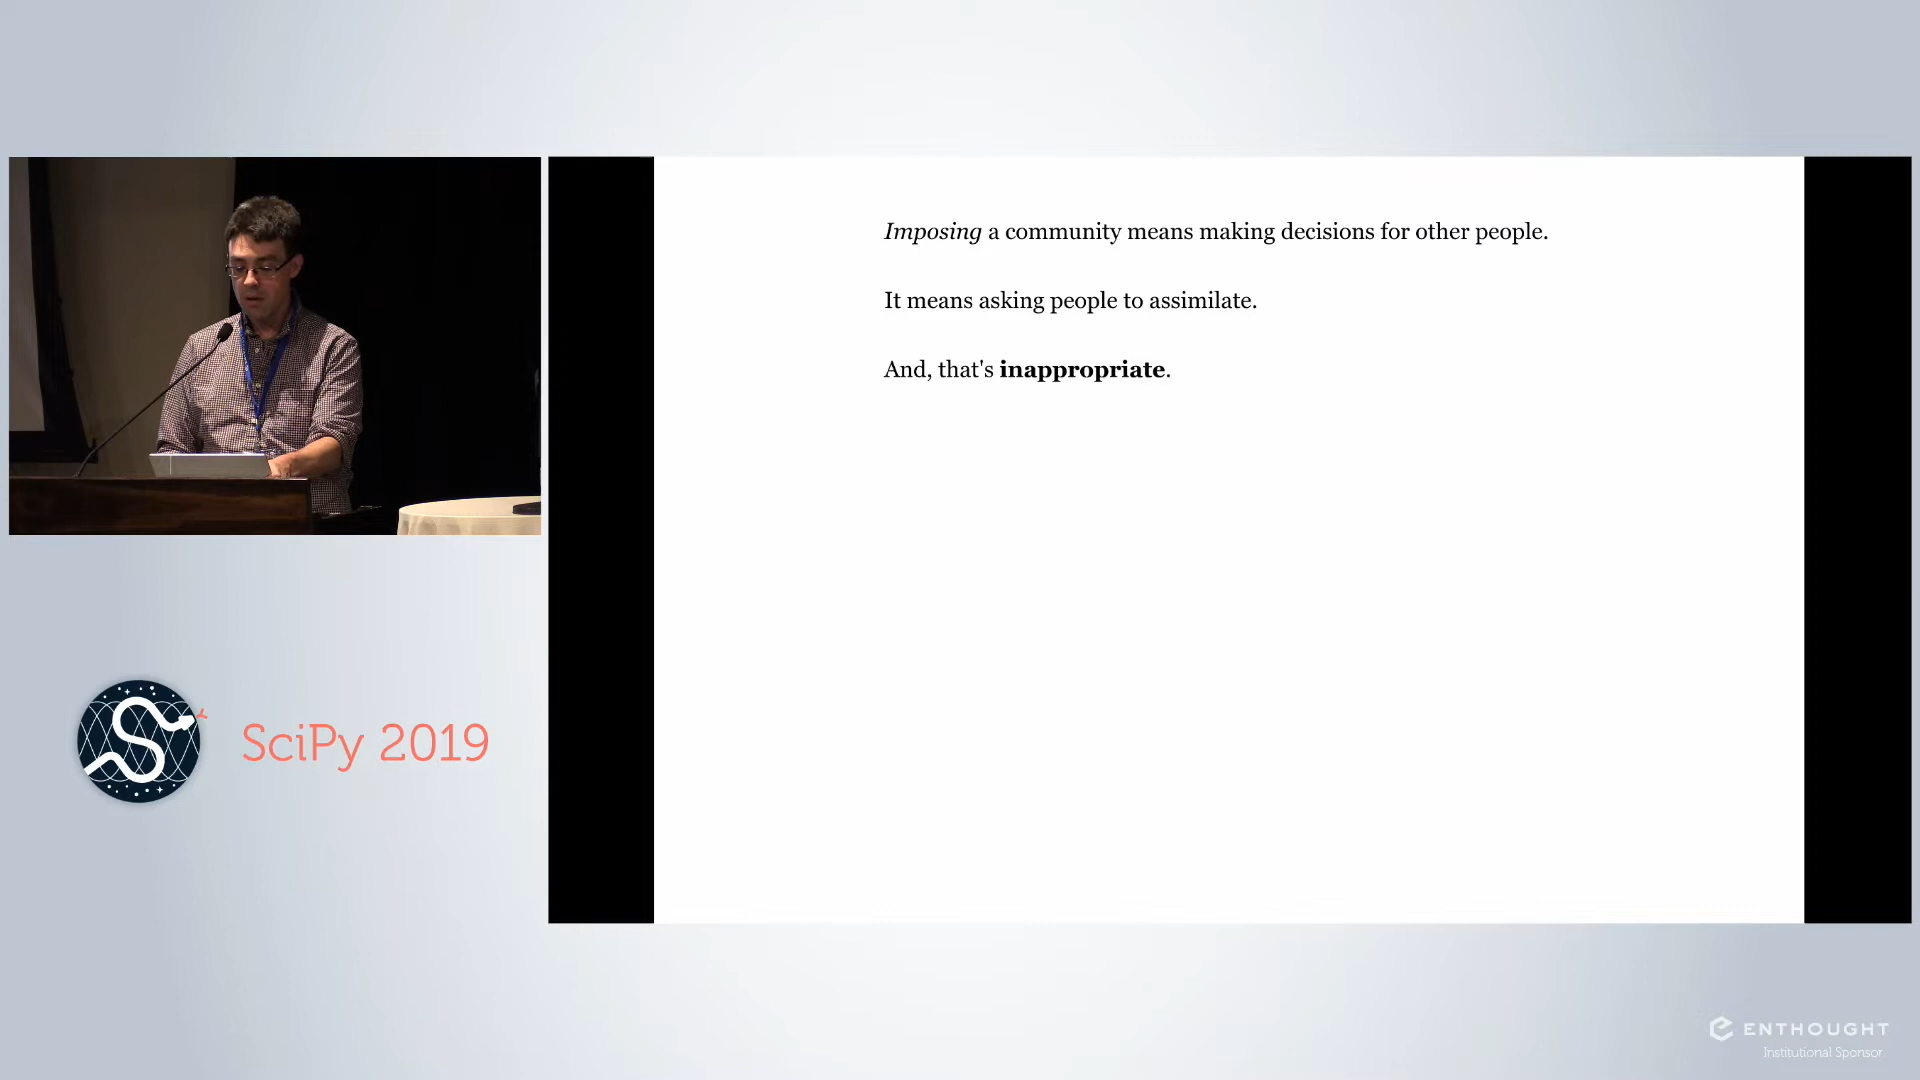 Imposing a community means making decisions for other people.
It means asking people to assimilate.
And, that's inappropriate.
SciPy 2019
ENTHOUGHT
Institutional Sponsor